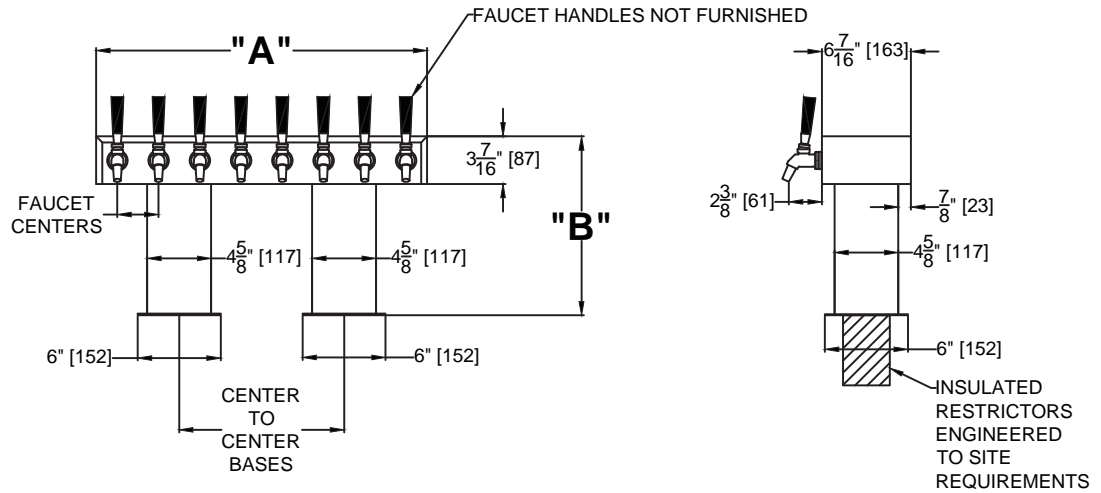 FAUCET HANDLES NOT FURNISHED
"A"
3 7/16" [87]
"B"
FAUCET
CENTERS
4 5/8" [117]
4 5/8" [117]
6" [152]
6" [152]
CENTER
TO
CENTER
BASES
6 7/16" [163]
2 3/8" [61]
7/8" [23]
4 5/8" [117]
6" [152]
INSULATED
RESTRICTORS
ENGINEERED
TO SITE
REQUIREMENTS